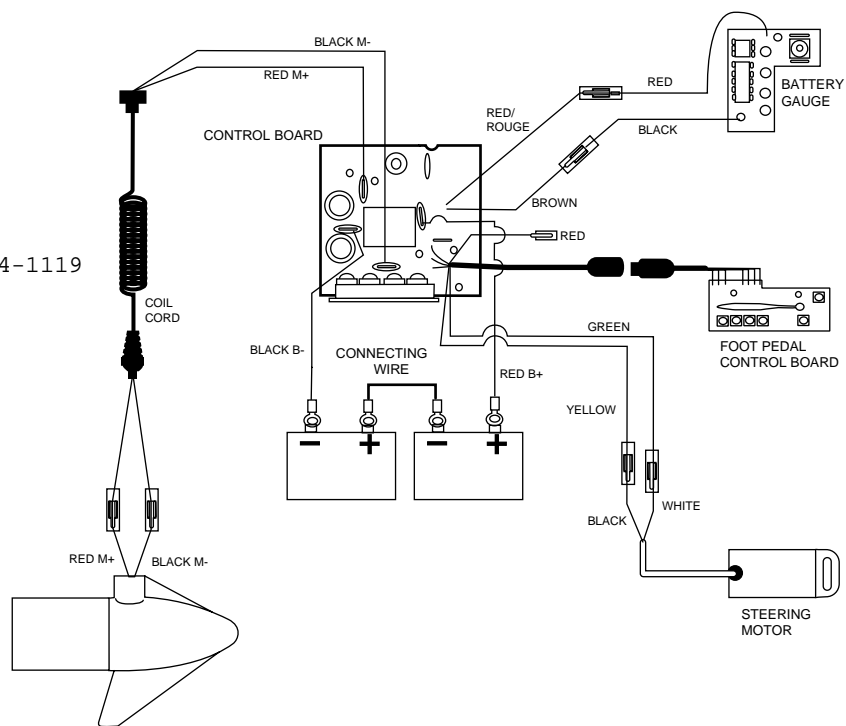 BLACK M-
RED M+
CONTROL BOARD
RED/
ROUGE
RED
BATTERY
GAUGE
BLACK
BROWN
RED
4-1119
COIL
CORD
GREEN
FOOT PEDAL
CONTROL BOARD
BLACK B-
CONNECTING
WIRE
RED B+
YELLOW
− +
− +
BLACK
WHITE
RED M+
BLACK M-
STEERING
MOTOR